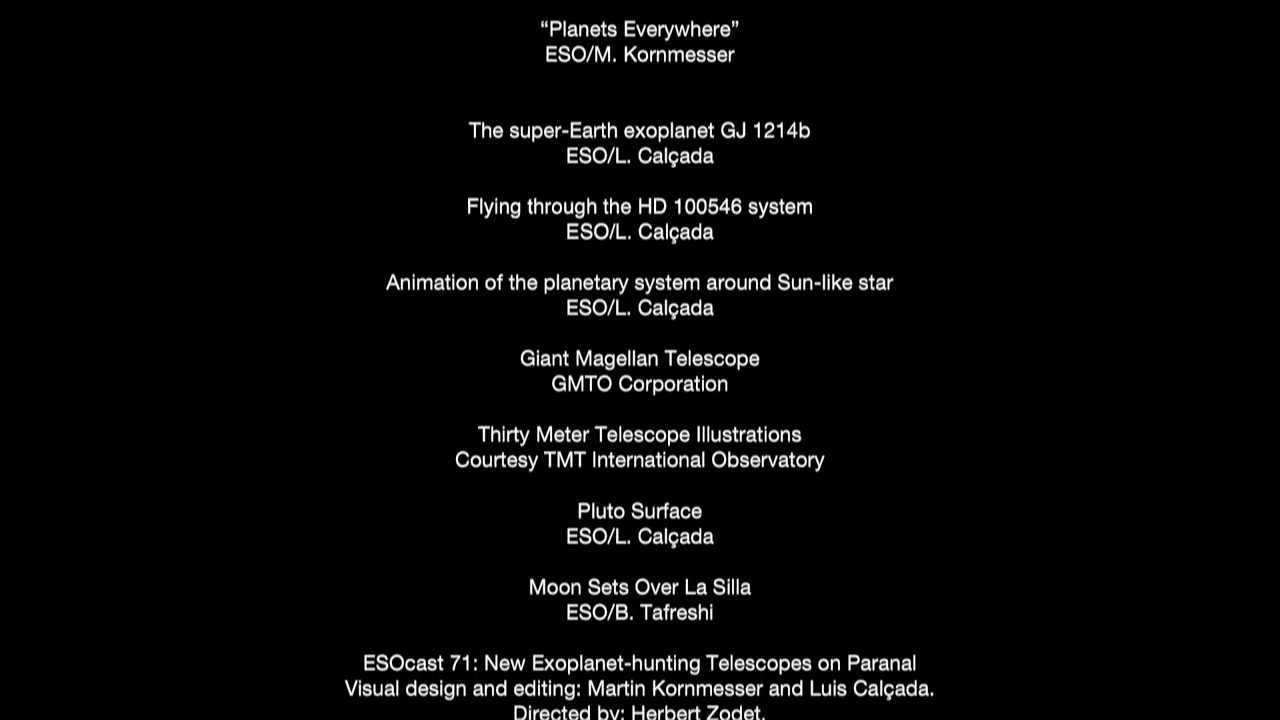 “Planets Everywhere”
ESO/M. Kornmesser
The super-Earth exoplanet GJ 1214b
ESO/L. Calçada
Flying through the HD 100546 system
ESO/L. Calçada
Animation of the planetary system around Sun-like star
ESO/L. Calçada
Giant Magellan Telescope
GMTO Corporation
Thirty Meter Telescope Illustrations
Courtesy TMT International Observatory
Pluto Surface
ESO/L. Calçada
Moon Sets Over La Silla
ESO/B. Tafreshi
ESOcast 71: New Exoplanet-hunting Telescopes on Paranal
Visual design and editing: Martin Kornmesser and Luis Calçada.
Directed by: Herbert Zodet.